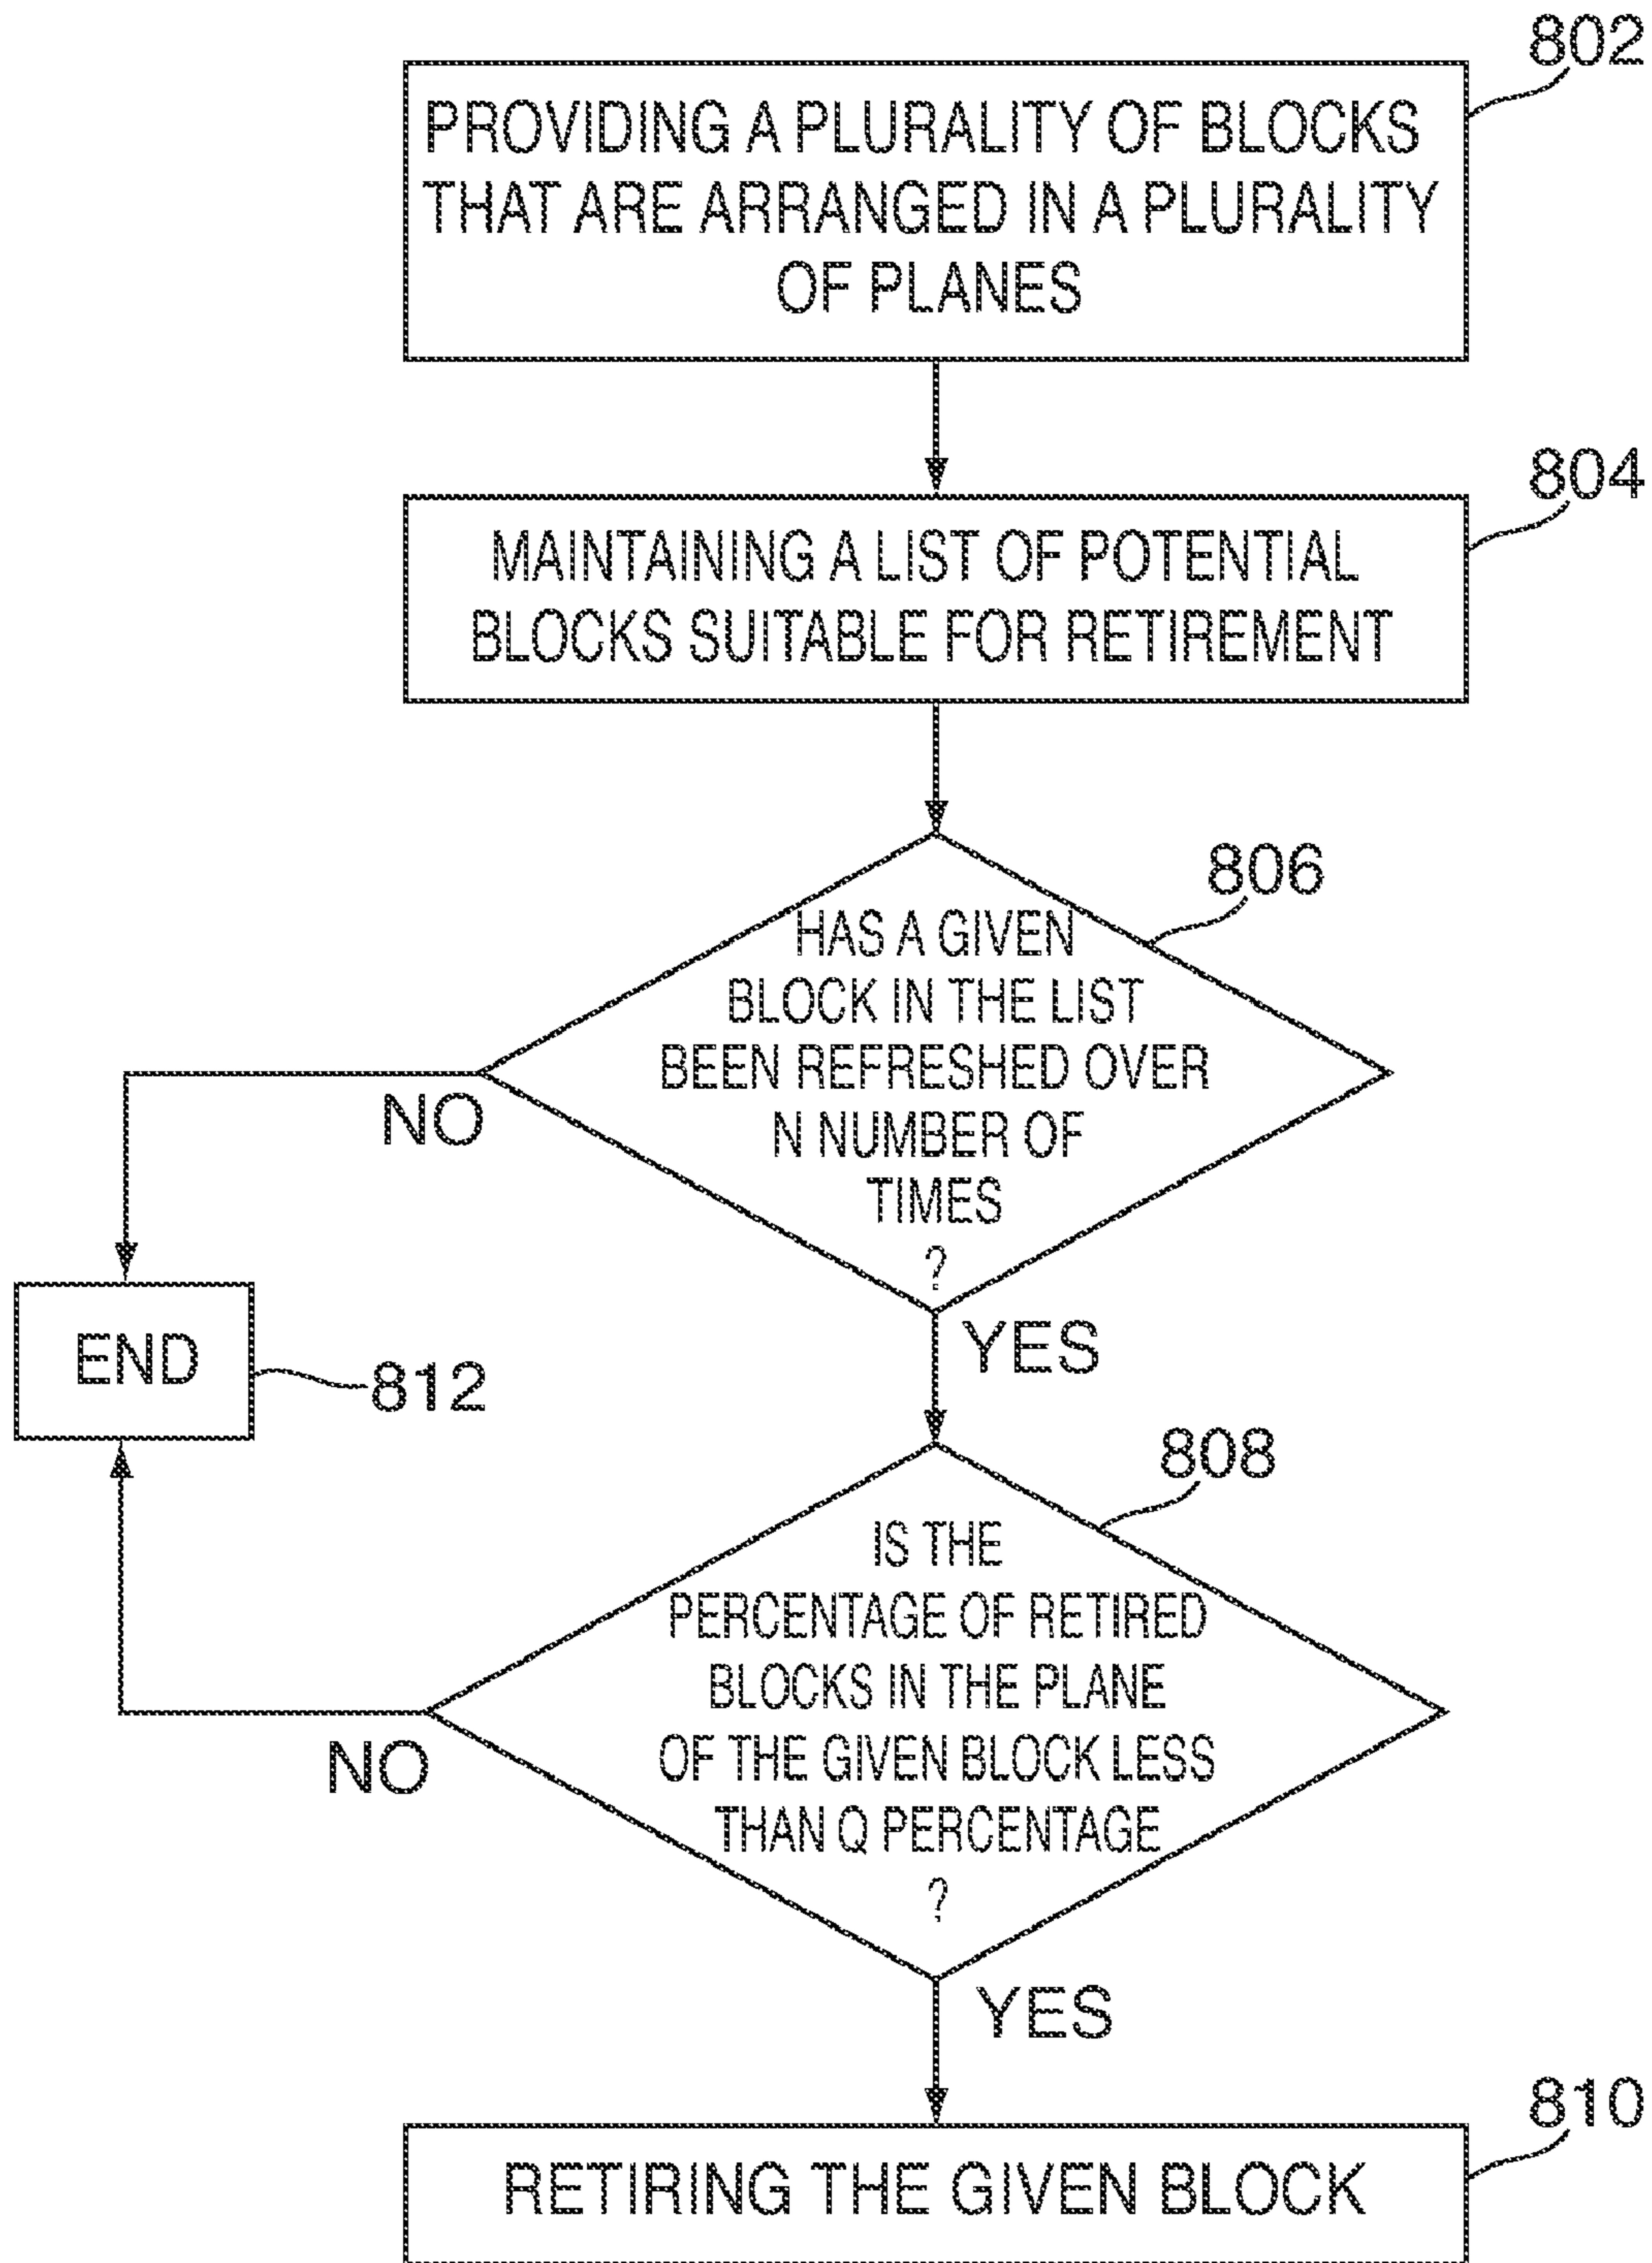 802
PROVIDING A PLURALITY OF BLOCKS
THAT ARE ARRANGED IN A PLURALITY
OF PLANES
804
MAINTAINING A LIST OF POTENTIAL
BLOCKS SUITABLE FOR RETIREMENT
806
HAS A GIVEN
BLOCK IN THE LIST
BEEN REFRESHED OVER
N NUMBER OF
TIMES
?
NO
YES
END
812
808
IS THE
PERCENTAGE OF RETIRED
BLOCKS IN THE PLANE
OF THE GIVEN BLOCK LESS
THAN Q PERCENTAGE
?
NO
YES
810
RETIRING THE GIVEN BLOCK